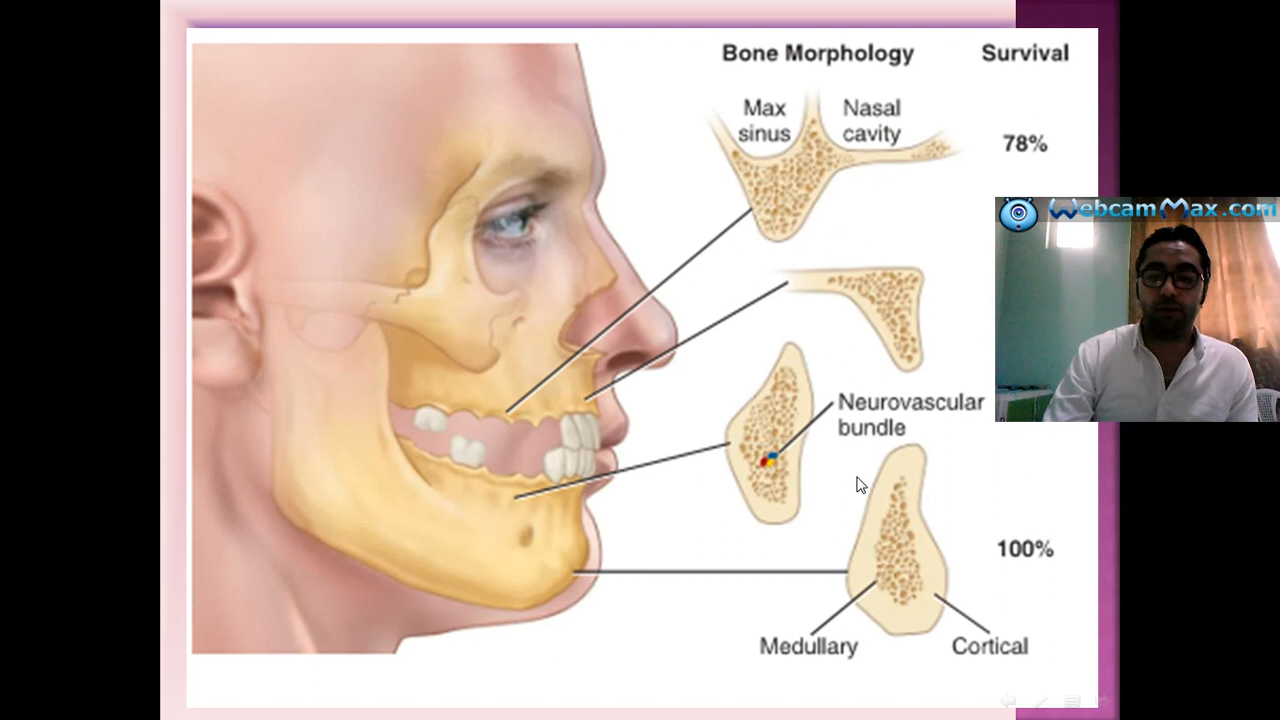 Bone Morphology
Survival
Max
sinus
Nasal
cavity
78%
WebcamMax.com
Neurovascular
bundle
100%
Medullary
Cortical